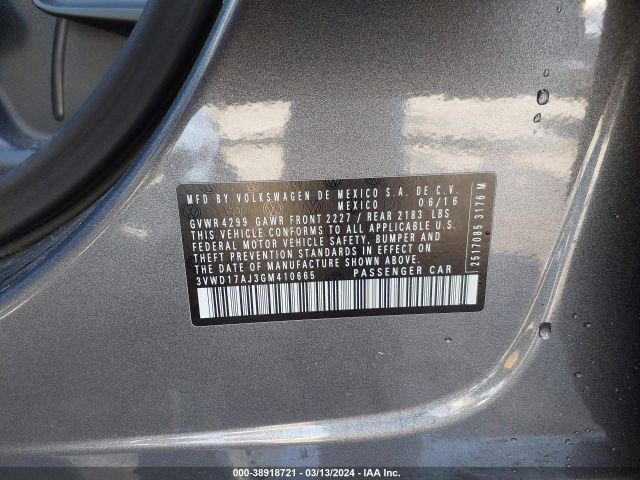 MFD BY VOLKSWAGEN DE MEXICO S.A. DE C.V.
MEXICO 06/16
GVWR4299 GAWR FRONT 2227 / REAR 2183 LBS
THIS VEHICLE CONFORMS TO ALL APPLICABLE U.S.
FEDERAL MOTOR VEHICLE SAFETY, BUMPER AND
THEFT PREVENTION STANDARDS IN EFFECT ON
THE DATE OF MANUFACTURE SHOWN ABOVE.
3VWD17AJ3GM410665 PASSENGER CAR
2517085 3176 M
000-38918721 - 03/13/2024 - IAA Inc.